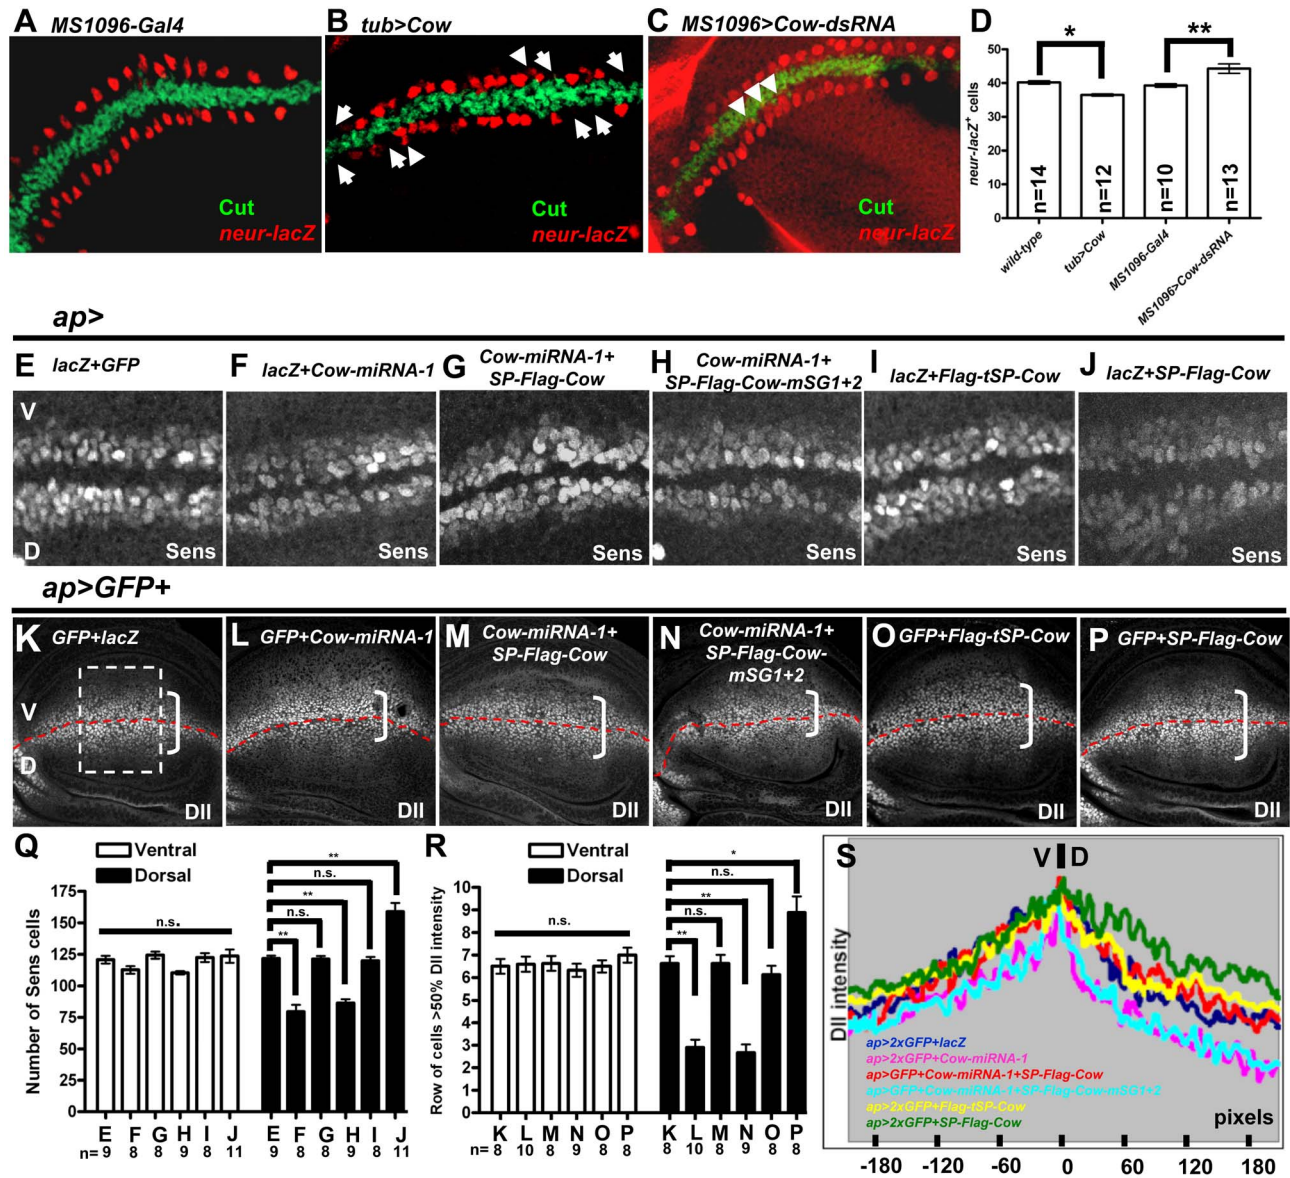 A MS1096-Gal4
Cut
neur-lacZ
B tub>Cow
Cut
neur-lacZ
C MS1096>Cow-dsRNA
Cut
neur-lacZ
D
neur-lacZ+ cells
50
40
30
20
10
0
*
**
n=14
n=12
n=10
n=13
wild-type
tub>Cow
MS1096-Gal4
MS1096>Cow-dsRNA
ap>
E lacZ+GFP
V
D
Sens
F lacZ+Cow-miRNA-1
Sens
G Cow-miRNA-1+
SP-Flag-Cow
Sens
H Cow-miRNA-1+
SP-Flag-Cow-mSG1+2
Sens
I lacZ+Flag-tSP-Cow
Sens
J lacZ+SP-Flag-Cow
Sens
ap>GFP+
K GFP+lacZ
V
D
Dll
L GFP+Cow-miRNA-1
Dll
M Cow-miRNA-1+
SP-Flag-Cow
Dll
N Cow-miRNA-1+
SP-Flag-Cow-
mSG1+2
Dll
O GFP+Flag-tSP-Cow
Dll
P GFP+SP-Flag-Cow
Dll
Q
Ventral
Dorsal
Number of Sens cells
175
150
125
100
75
50
25
0
n.s.
**
n.s.
**
n.s.
**
E F G H I J E F G H I J
n= 9 8 8 9 8 11 9 8 8 9 8 11
R
Ventral
Dorsal
Row of cells >50% Dll intensity
10
9
8
7
6
5
4
3
2
1
0
n.s.
*
n.s.
**
n.s.
**
K L M N O P K L M N O P
n= 8 10 8 9 8 8 8 10 8 9 8 8
S
V D
Dll intensity
ap>2xGFP+lacZ
ap>2xGFP+Cow-miRNA-1
ap>GFP+Cow-miRNA-1+SP-Flag-Cow
ap>GFP+Cow-miRNA-1+SP-Flag-Cow-mSG1+2
ap>2xGFP+Flag-tSP-Cow
ap>2xGFP+SP-Flag-Cow
pixels
-180 -120 -60 0 60 120 180